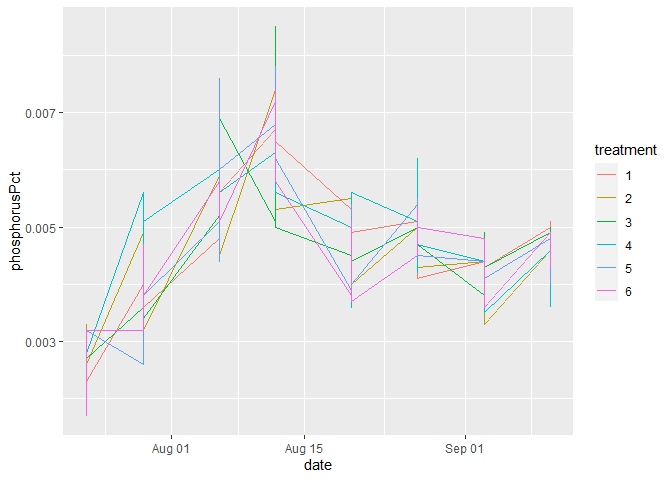 phosphorusPct
0.007
0.005
0.003
Aug 01
Aug 15
Sep 01
date
treatment
1
2
3
4
5
6